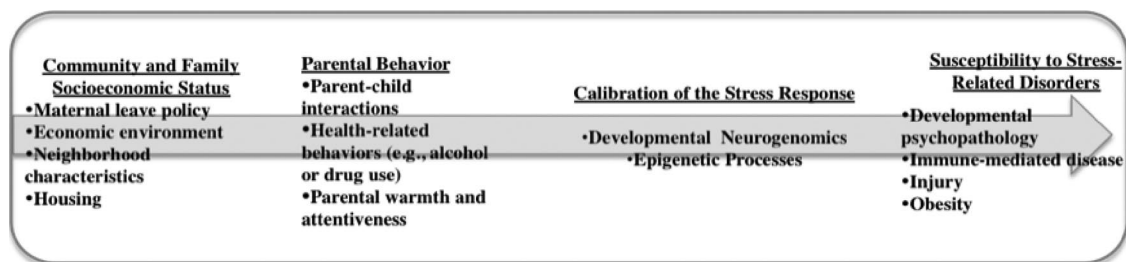 Community and Family
Socioeconomic Status
•Maternal leave policy
•Economic environment
•Neighborhood
characteristics
•Housing
Parental Behavior
•Parent-child
interactions
•Health-related
behaviors (e.g., alcohol
or drug use)
•Parental warmth and
attentiveness
Calibration of the Stress Response
•Developmental Neurogenomics
•Epigenetic Processes
Susceptibility to Stress-
Related Disorders
•Developmental
psychopathology
•Immune-mediated disease
•Injury
•Obesity